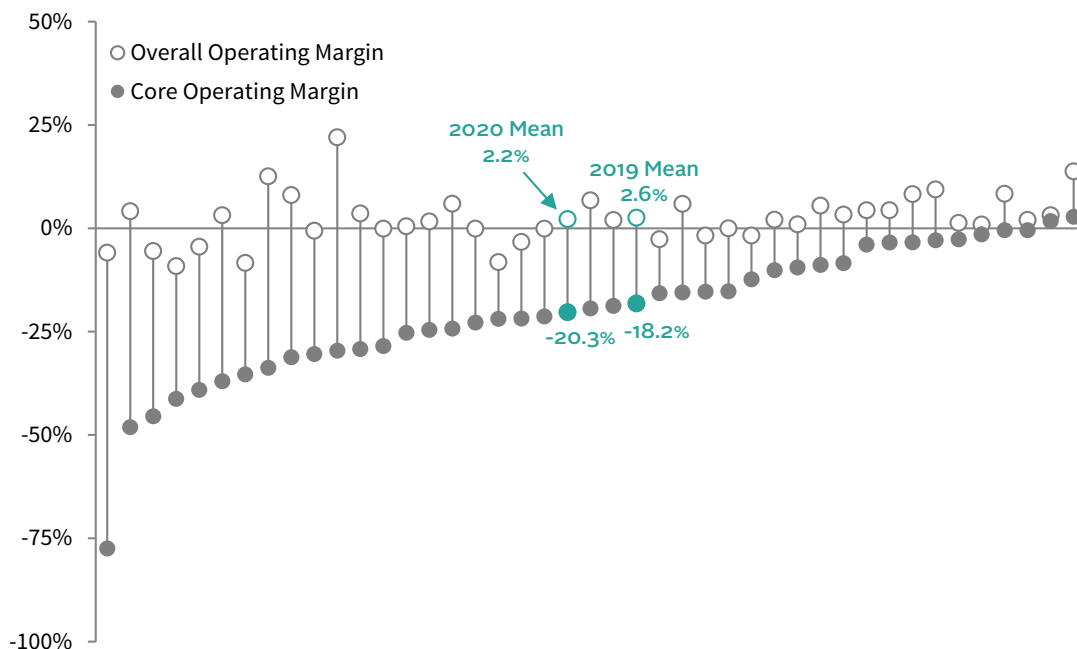 50%
Overall Operating Margin
Core Operating Margin
25%
2020 Mean
2.2%
2019 Mean
2.6%
0%
-25%
-20.3%
-18.2%
-50%
-75%
-100%